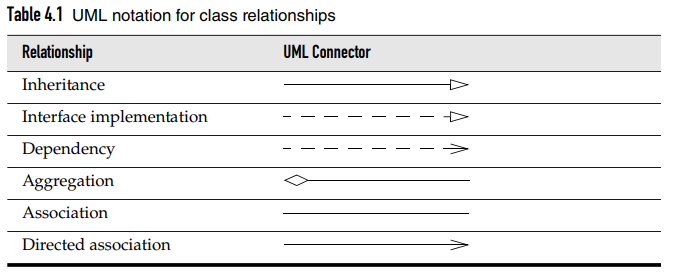 Table 4.1 UML notation for class relationships
Relationship UML Connector
Inheritance
Interface implementation
Dependency
Aggregation
Association
Directed association